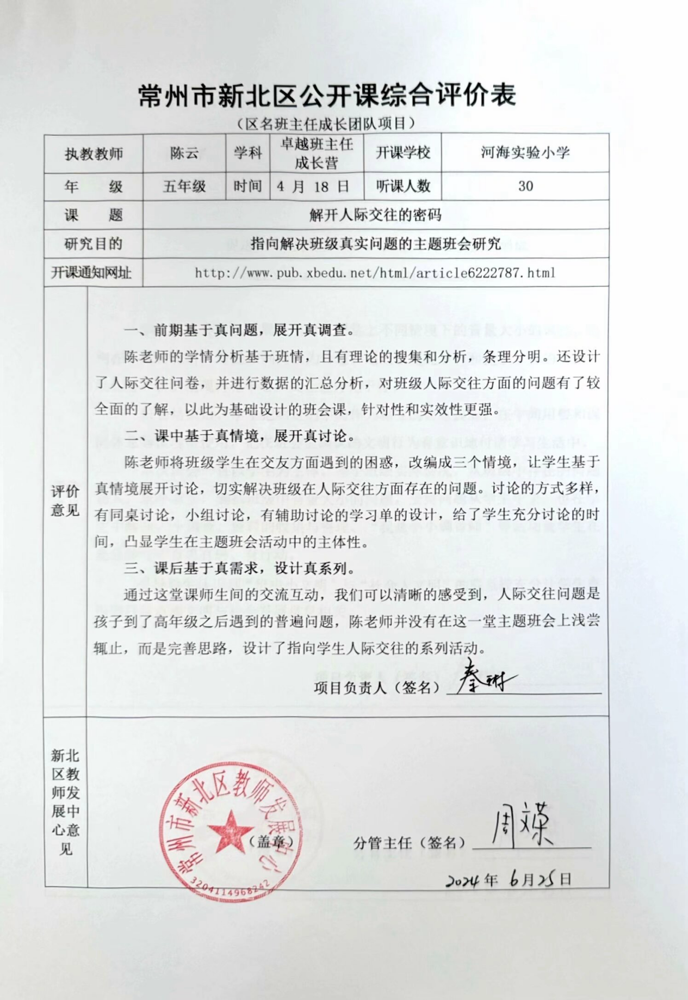 常州市新北区公开课综合评价表
（区名班主任成长团队项目）
执教教师 陈云 学科 卓越班主任成长营 开课学校 河海实验小学
年 级 五年级 时间 4 月 18 日 听课人数 30
课 题 解开人际交往的密码
研究目的 指向解决班级真实问题的主题班会研究
开课通知网址 http://www.pub.xbedu.net/html/article6222787.html
评价意见
一、前期基于真问题，展开真调查。
陈老师的学情分析基于班情，且有理论的搜集和分析，条理分明。还设计
了人际交往问卷，并进行数据的汇总分析，对班级人际交往方面的问题有了较
全面的了解，以此为基础设计的班会课，针对性和实效性更强。
二、课中基于真情境，展开真讨论。
陈老师将班级学生在交友方面遇到的困惑，改编成三个情境，让学生基于
真情境展开讨论，切实解决班级在人际交往方面存在的问题。讨论的方式多样，
有同桌讨论，小组讨论，有辅助讨论的学习单的设计，给了学生充分讨论的时
间，凸显学生在主题班会活动中的主体性。
三、课后基于真需求，设计真系列。
通过这堂课师生间的交流互动，我们可以清晰的感受到，人际交往问题是
孩子到了高年级之后遇到的普遍问题，陈老师并没有在这一堂主题班会上浅尝
辄止，而是完善思路，设计了指向学生人际交往的系列活动。
项目负责人（签名） 秦琳
新北区教师发展中心意见
常州市新北区教师发展中心
3204114968242
（盖章）
分管主任（签名） 周文荣
2024 年 6 月 25 日